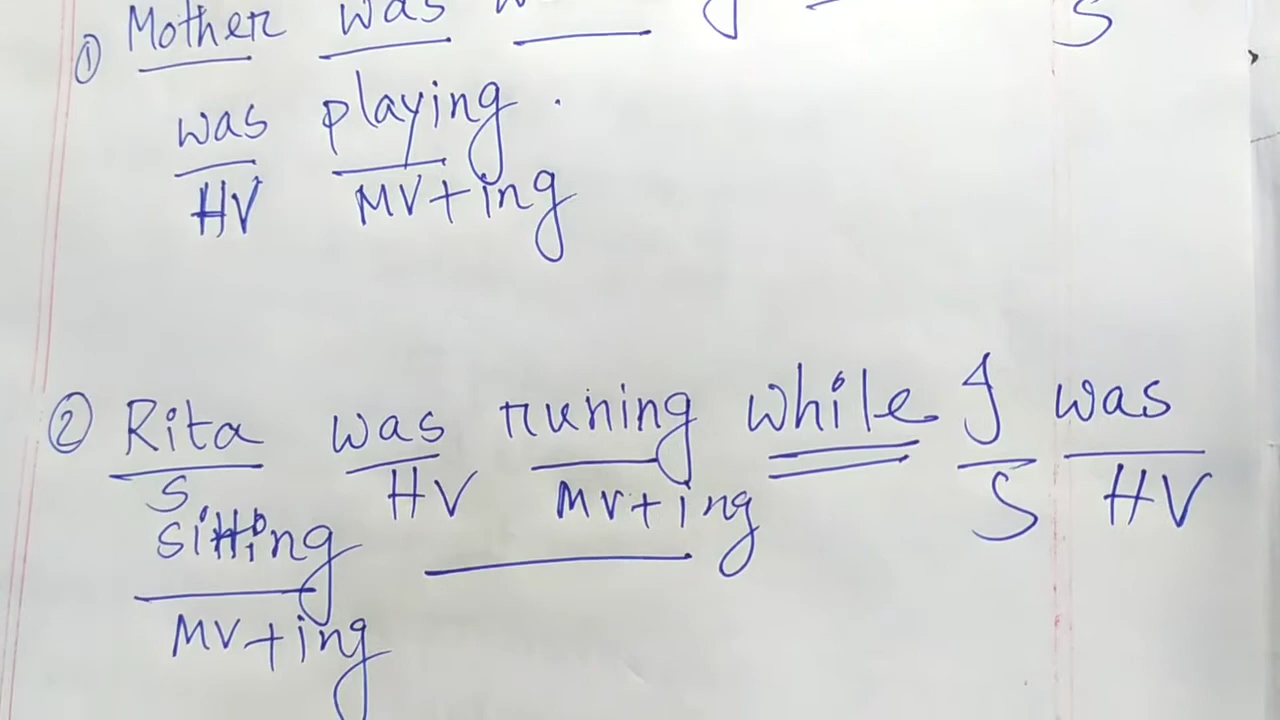 ① Mother was
S
was playing.
HV MV+ing
② Rita was runing while I was
S HV MV+ing S HV
sitting
MV+ing